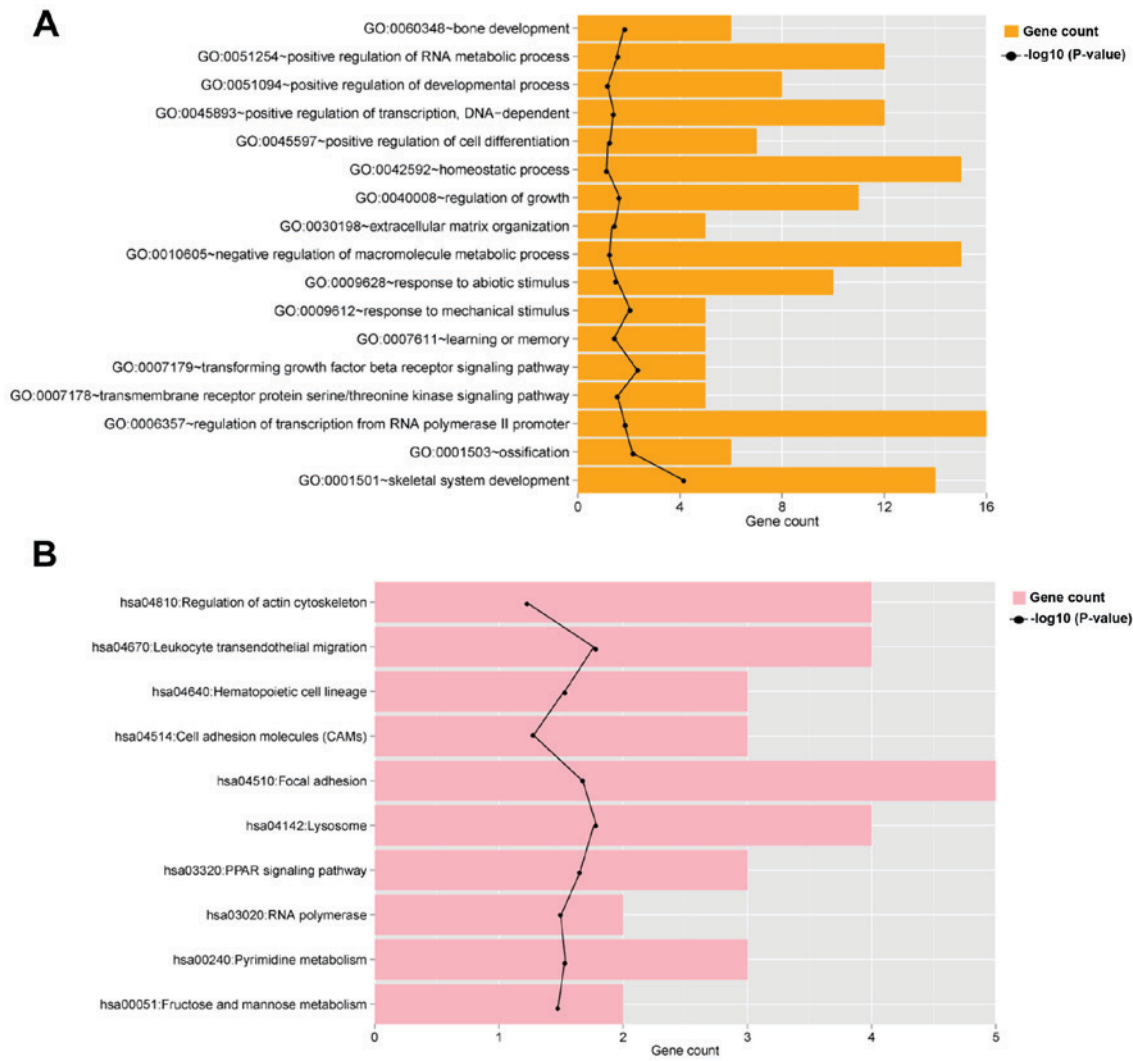 A
GO:0060348~bone development
GO:0051254~positive regulation of RNA metabolic process
GO:0051094~positive regulation of developmental process
GO:0045893~positive regulation of transcription, DNA−dependent
GO:0045597~positive regulation of cell differentiation
GO:0042592~homeostatic process
GO:0040008~regulation of growth
GO:0030198~extracellular matrix organization
GO:0010605~negative regulation of macromolecule metabolic process
GO:0009628~response to abiotic stimulus
GO:0009612~response to mechanical stimulus
GO:0007611~learning or memory
GO:0007179~transforming growth factor beta receptor signaling pathway
GO:0007178~transmembrane receptor protein serine/threonine kinase signaling pathway
GO:0006357~regulation of transcription from RNA polymerase II promoter
GO:0001503~ossification
GO:0001501~skeletal system development
0 4 8 12 16
Gene count
Gene count
-log10 (P-value)
B
hsa04810:Regulation of actin cytoskeleton
hsa04670:Leukocyte transendothelial migration
hsa04640:Hematopoietic cell lineage
hsa04514:Cell adhesion molecules (CAMs)
hsa04510:Focal adhesion
hsa04142:Lysosome
hsa03320:PPAR signaling pathway
hsa03020:RNA polymerase
hsa00240:Pyrimidine metabolism
hsa00051:Fructose and mannose metabolism
0 1 2 3 4 5
Gene count
Gene count
-log10 (P-value)